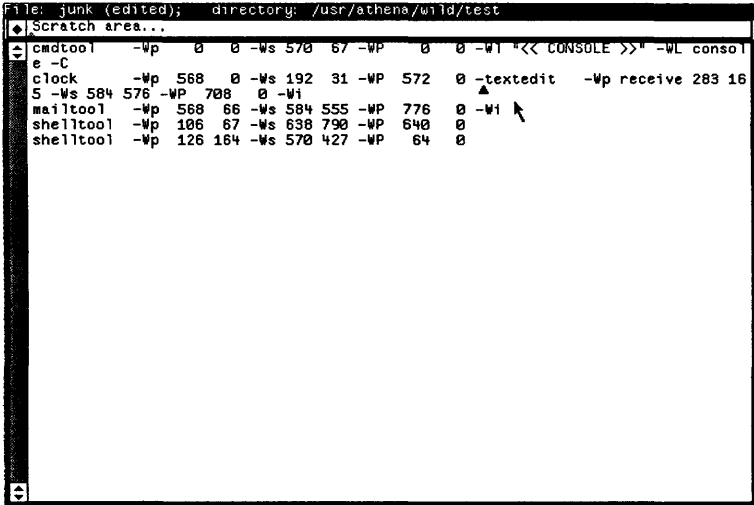 File: junk (edited);   directory: /usr/athena/wild/test
Scratch area...
cmdtool    -Wp    0   0 -Ws 570  67 -WP    0   0 -Wl "<< CONSOLE >>" -WL consol
e -C
clock      -Wp  568   0 -Ws 192  31 -WP  572   0 -textedit   -Wp receive 283 16
5 -Ws 584 576 -WP  708   0 -Wi
mailtool   -Wp  568  66 -Ws 584 555 -WP  776   0 -Wi
shelltool  -Wp  106  67 -Ws 638 790 -WP  640   0
shelltool  -Wp  126 164 -Ws 570 427 -WP   64   0